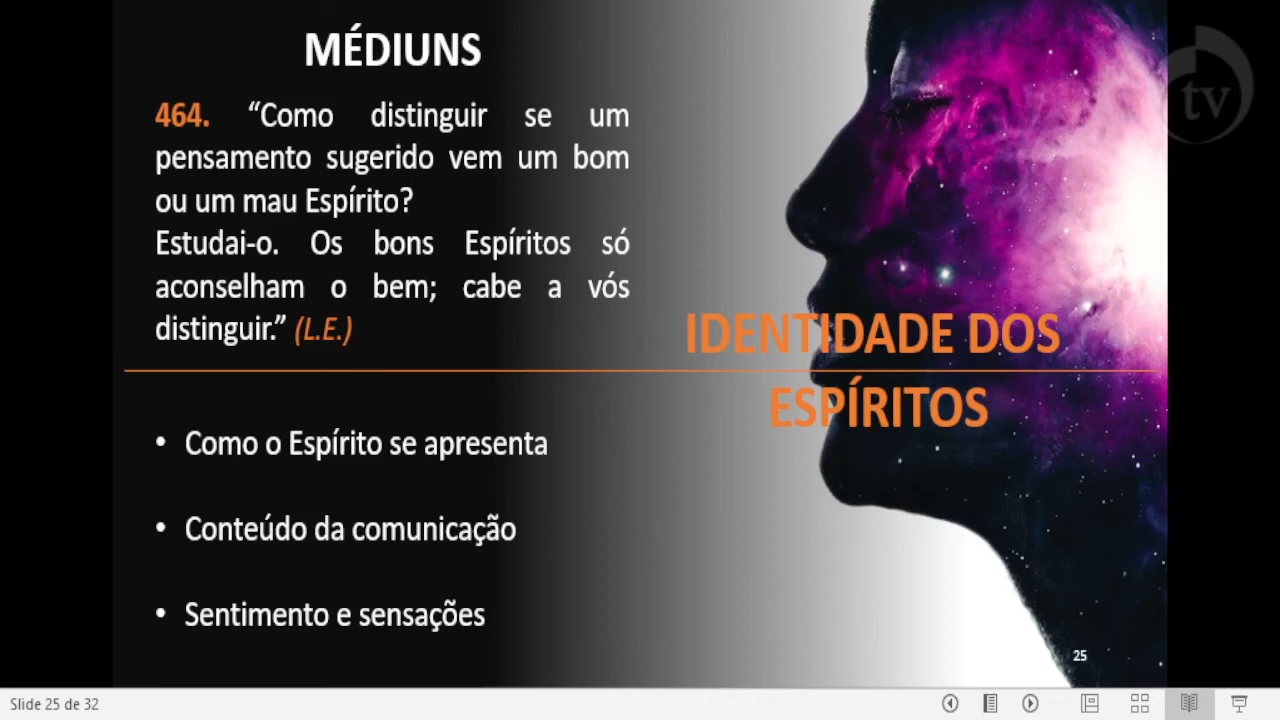 MÉDIUNS
464. “Como distinguir se um
pensamento sugerido vem um bom
ou um mau Espírito?
Estudai-o. Os bons Espíritos só
aconselham o bem; cabe a vós
distinguir.” (L.E.)
IDENTIDADE DOS
ESPÍRITOS
• Como o Espírito se apresenta
• Conteúdo da comunicação
• Sentimento e sensações
25
tv
Slide 25 de 32